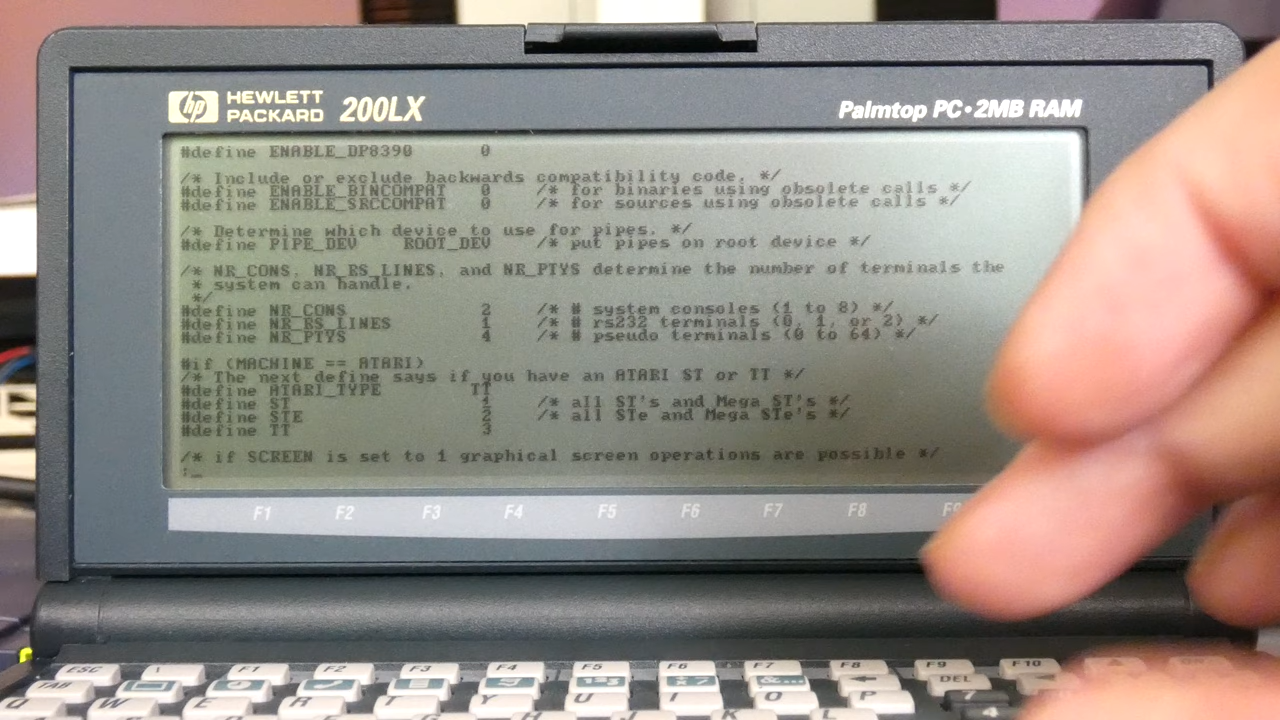 hp HEWLETT PACKARD 200LX Palmtop PC•2MB RAM
#define ENABLE_DP8390 0
/* Include or exclude backwards compatibility code. */
#define ENABLE_BINCOMPAT 0 /* for binaries using obsolete calls */
#define ENABLE_SRCCOMPAT 0 /* for sources using obsolete calls */
/* Determine which device to use for pipes. */
#define PIPE_DEV ROOT_DEV /* put pipes on root device */
/* NR_CONS, NR_RS_LINES, and NR_PTYS determine the number of terminals the
* system can handle.
*/
#define NR_CONS 2 /* # system consoles (1 to 8) */
#define NR_RS_LINES 1 /* # rs232 terminals (0, 1, or 2) */
#define NR_PTYS 4 /* # pseudo terminals (0 to 64) */
#if (MACHINE == ATARI)
/* The next define says if you have an ATARI ST or TT */
#define ATARI_TYPE TT
#define ST 1 /* all ST's and Mega ST's */
#define STE 2 /* all STe and Mega STe's */
#define TT 3
/* if SCREEN is set to 1 graphical screen operations are possible */
:_
F1 F2 F3 F4 F5 F6 F7 F8 F9
ESC \ F1 F2 F3 F4 F5 F6 F7 F8 F9 F10
TAB 123 &... DEL
Q W E R T Y U I O P 7
H J K L 4